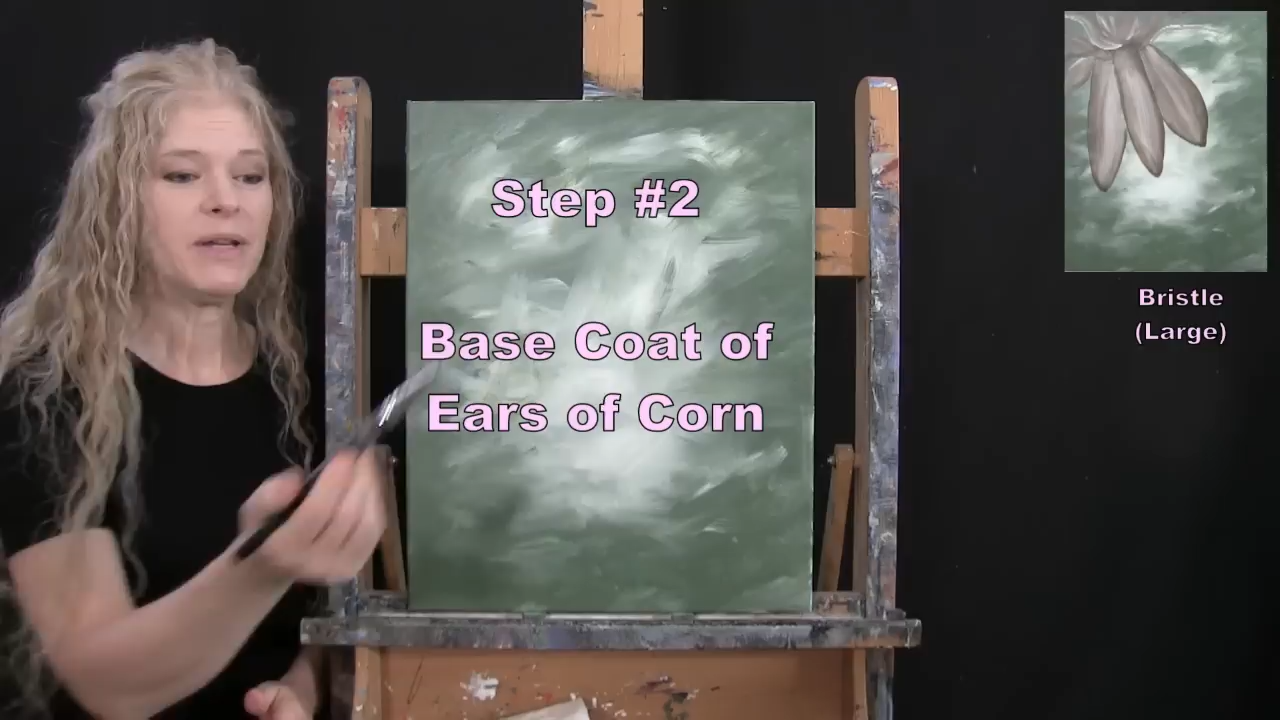 Step #2
Base Coat of
Ears of Corn
Bristle
(Large)